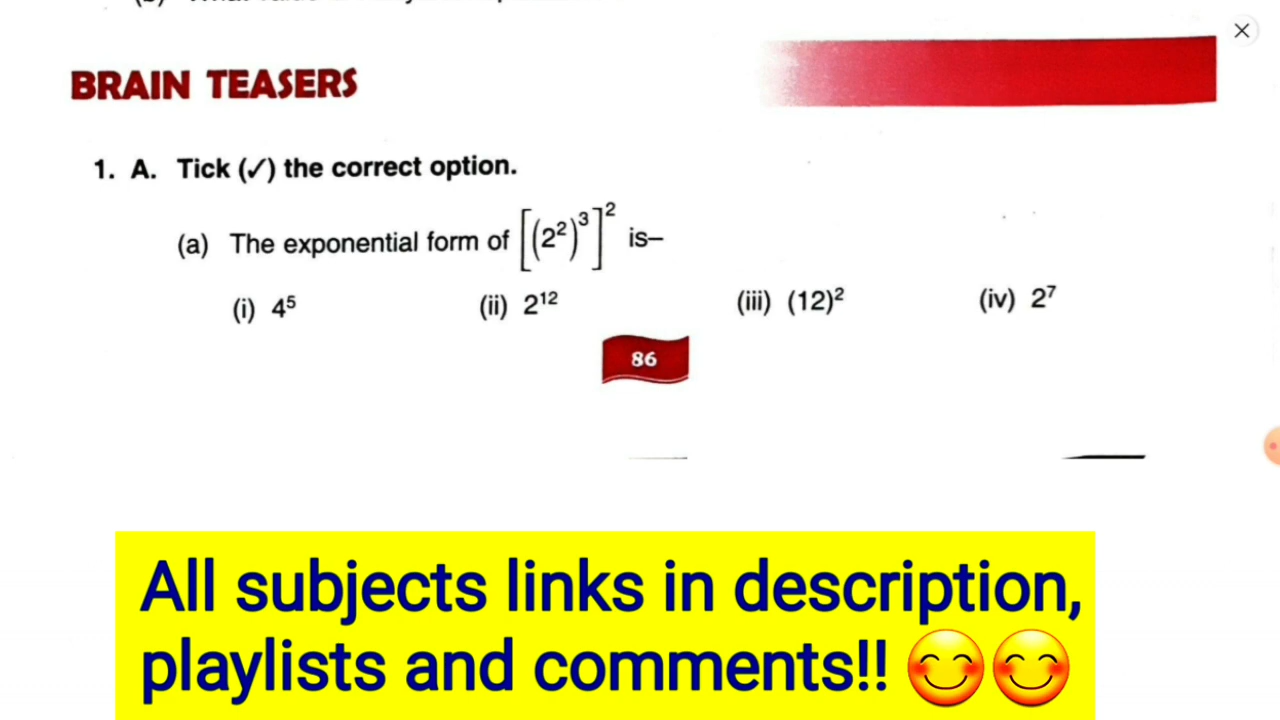 BRAIN TEASERS
1. A. Tick (✓) the correct option.
(a) The exponential form of [(2²)³]² is–
(i) 4⁵ (ii) 2¹² (iii) (12)² (iv) 2⁷
86
All subjects links in description,
playlists and comments!! 😊😊